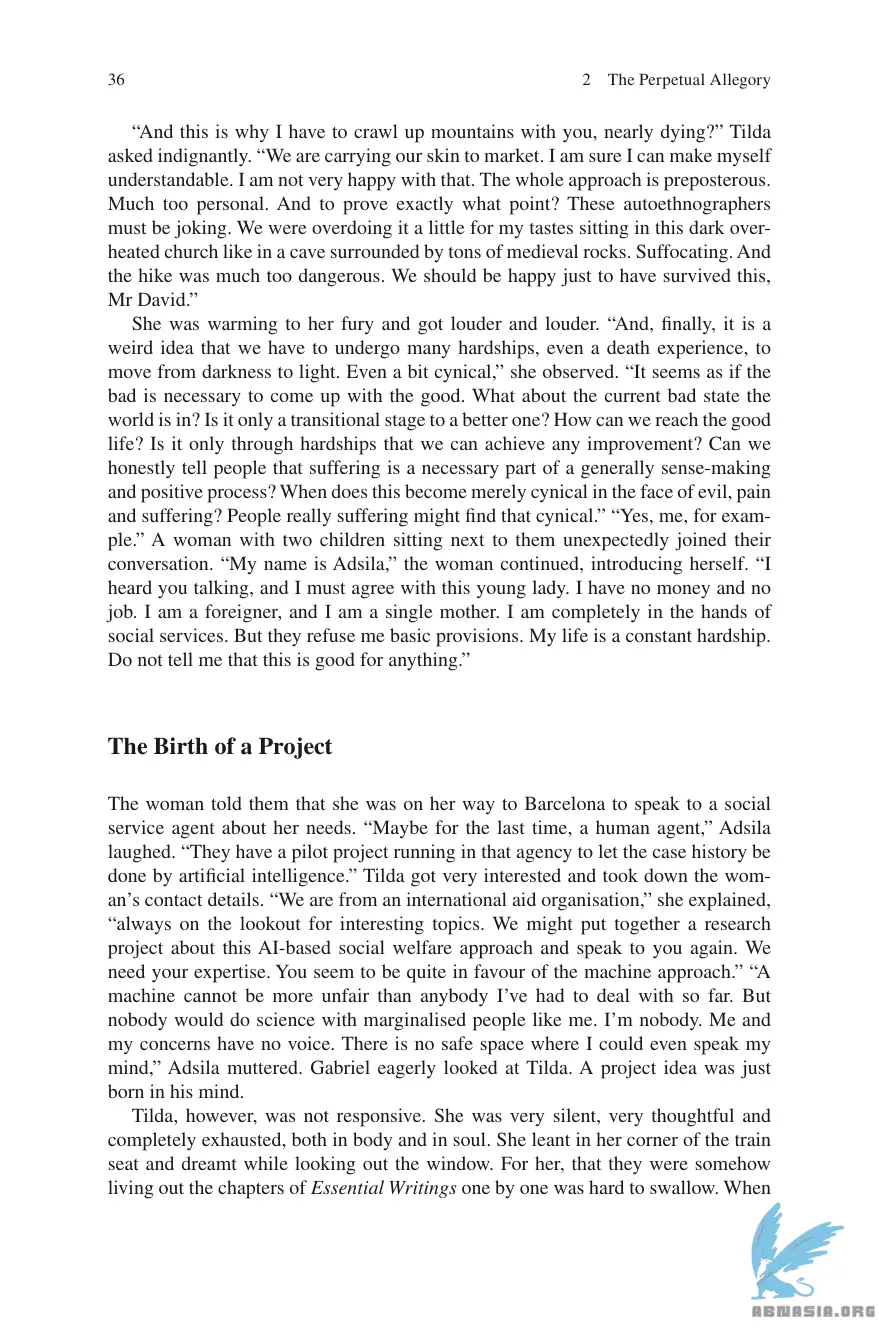 36
2 The Perpetual Allegory
“And this is why I have to crawl up mountains with you, nearly dying?” Tilda
asked indignantly. “We are carrying our skin to market. I am sure I can make myself
understandable. I am not very happy with that. The whole approach is preposterous.
Much too personal. And to prove exactly what point? These autoethnographers
must be joking. We were overdoing it a little for my tastes sitting in this dark over-
heated church like in a cave surrounded by tons of medieval rocks. Suffocating. And
the hike was much too dangerous. We should be happy just to have survived this,
Mr David.”
She was warming to her fury and got louder and louder. “And, finally, it is a
weird idea that we have to undergo many hardships, even a death experience, to
move from darkness to light. Even a bit cynical,” she observed. “It seems as if the
bad is necessary to come up with the good. What about the current bad state the
world is in? Is it only a transitional stage to a better one? How can we reach the good
life? Is it only through hardships that we can achieve any improvement? Can we
honestly tell people that suffering is a necessary part of a generally sense-making
and positive process? When does this become merely cynical in the face of evil, pain
and suffering? People really suffering might find that cynical.” “Yes, me, for exam-
ple.” A woman with two children sitting next to them unexpectedly joined their
conversation. “My name is Adsila,” the woman continued, introducing herself. “I
heard you talking, and I must agree with this young lady. I have no money and no
job. I am a foreigner, and I am a single mother. I am completely in the hands of
social services. But they refuse me basic provisions. My life is a constant hardship.
Do not tell me that this is good for anything.”
The Birth of a Project
The woman told them that she was on her way to Barcelona to speak to a social
service agent about her needs. “Maybe for the last time, a human agent,” Adsila
laughed. “They have a pilot project running in that agency to let the case history be
done by artificial intelligence.” Tilda got very interested and took down the wom-
an’s contact details. “We are from an international aid organisation,” she explained,
“always on the lookout for interesting topics. We might put together a research
project about this AI-based social welfare approach and speak to you again. We
need your expertise. You seem to be quite in favour of the machine approach.” “A
machine cannot be more unfair than anybody I’ve had to deal with so far. But
nobody would do science with marginalised people like me. I’m nobody. Me and
my concerns have no voice. There is no safe space where I could even speak my
mind,” Adsila muttered. Gabriel eagerly looked at Tilda. A project idea was just
born in his mind.
Tilda, however, was not responsive. She was very silent, very thoughtful and
completely exhausted, both in body and in soul. She leant in her corner of the train
seat and dreamt while looking out the window. For her, that they were somehow
living out the chapters of Essential Writings one by one was hard to swallow. When
ABNASIA.ORG